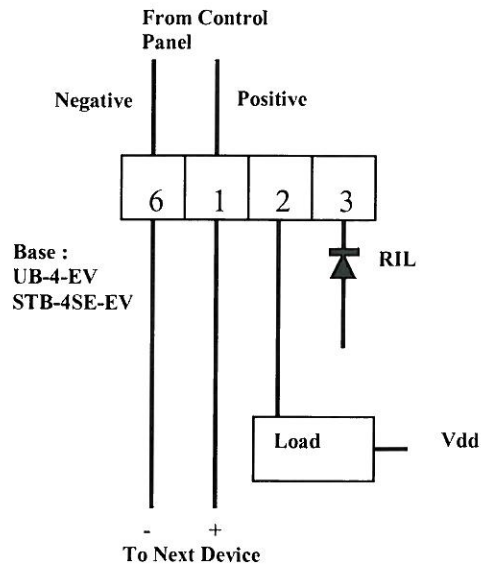 From Control
Panel
Negative
Positive
6 1 2 3
Base :
UB-4-EV
STB-4SE-EV
RIL
Load
Vdd
- +
To Next Device